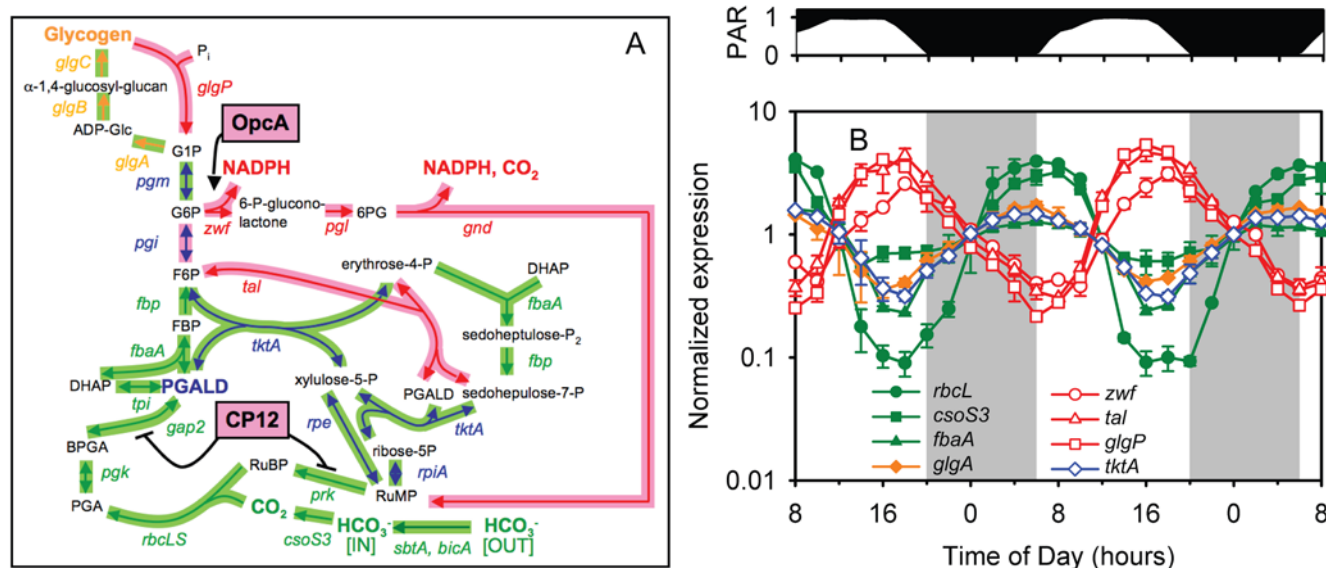 A
Glycogen
glgC
Pi
α-1,4-glucosyl-glucan
glgP
glgB
ADP-Glc
OpcA
glgA
G1P
NADPH
NADPH, CO2
pgm
6-P-glucono-
lactone
G6P
zwf
pgl
6PG
gnd
pgi
erythrose-4-P
DHAP
F6P
tal
fbaA
fbp
FBP
sedoheptulose-P2
fbaA
tktA
fbp
DHAP
PGALD
xylulose-5-P
PGALD
sedohepulose-7-P
tpi
CP12
gap2
rpe
tktA
BPGA
ribose-5P
pgk
RuBP
rpiA
prk
RuMP
PGA
CO2
HCO3-
[IN]
HCO3-
[OUT]
rbcLS
csoS3
sbtA, bicA
PAR
1
0
B
Normalized expression
10
1
0.1
0.01
rbcL
csoS3
fbaA
glgA
zwf
tal
glgP
tktA
8 16 0 8 16 0 8
Time of Day (hours)